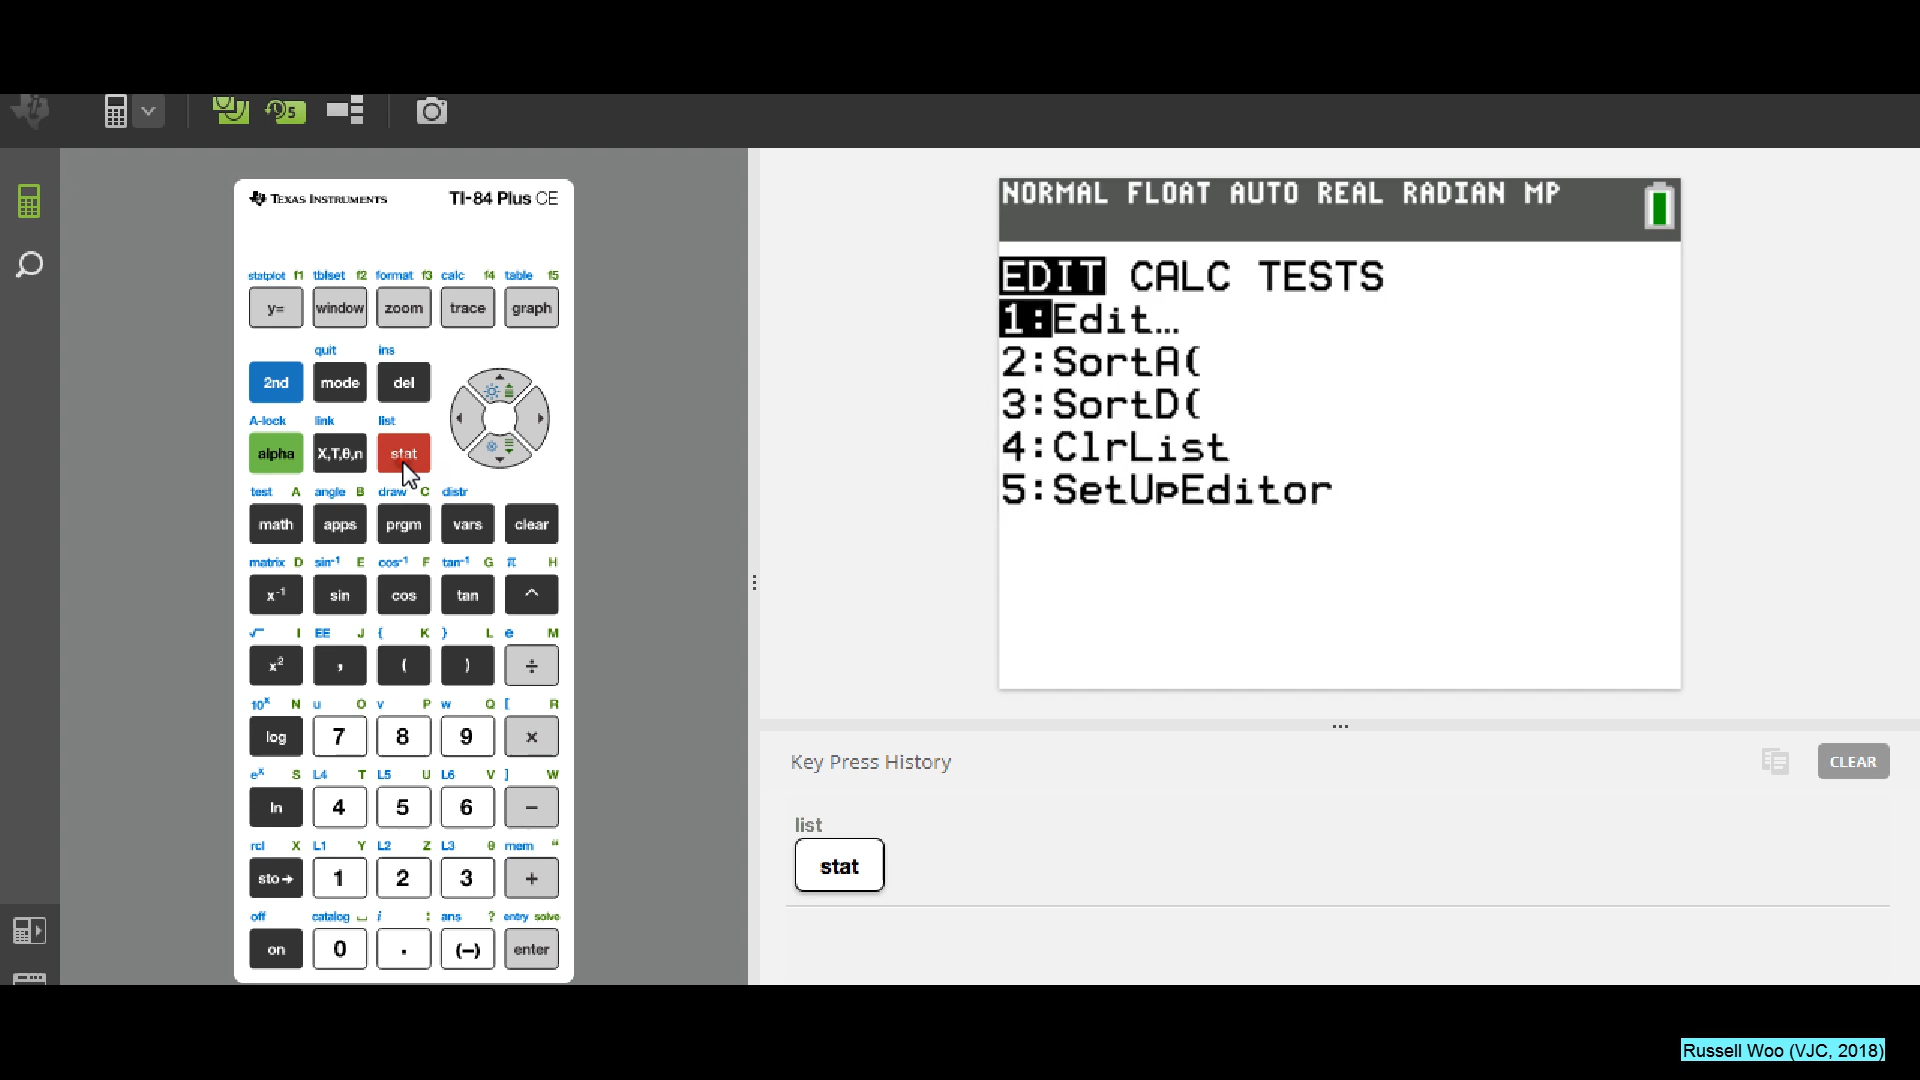 5
TEXAS INSTRUMENTS TI-84 Plus CE
statplot f1 tblset f2 format f3 calc f4 table f5
y= window zoom trace graph
quit ins
2nd mode del
A-lock link list
alpha X,T,θ,n stat
test A angle B draw C distr
math apps prgm vars clear
matrix D sin⁻¹ E cos⁻¹ F tan⁻¹ G π H
x⁻¹ sin cos tan ^
√ I EE J { K } L e M
x² , ( ) ÷
10ˣ N u O v P w Q [ R
log 7 8 9 ×
eˣ S L4 T L5 U L6 V ] W
ln 4 5 6 −
rcl X L1 Y L2 Z L3 θ mem "
sto→ 1 2 3 +
off catalog ⎵ i : ans ? entry solve
on 0 . (−) enter
NORMAL FLOAT AUTO REAL RADIAN MP
EDIT CALC TESTS
1:Edit…
2:SortA(
3:SortD(
4:ClrList
5:SetUpEditor
Key Press History
CLEAR
list
stat
Russell Woo (VJC, 2018)